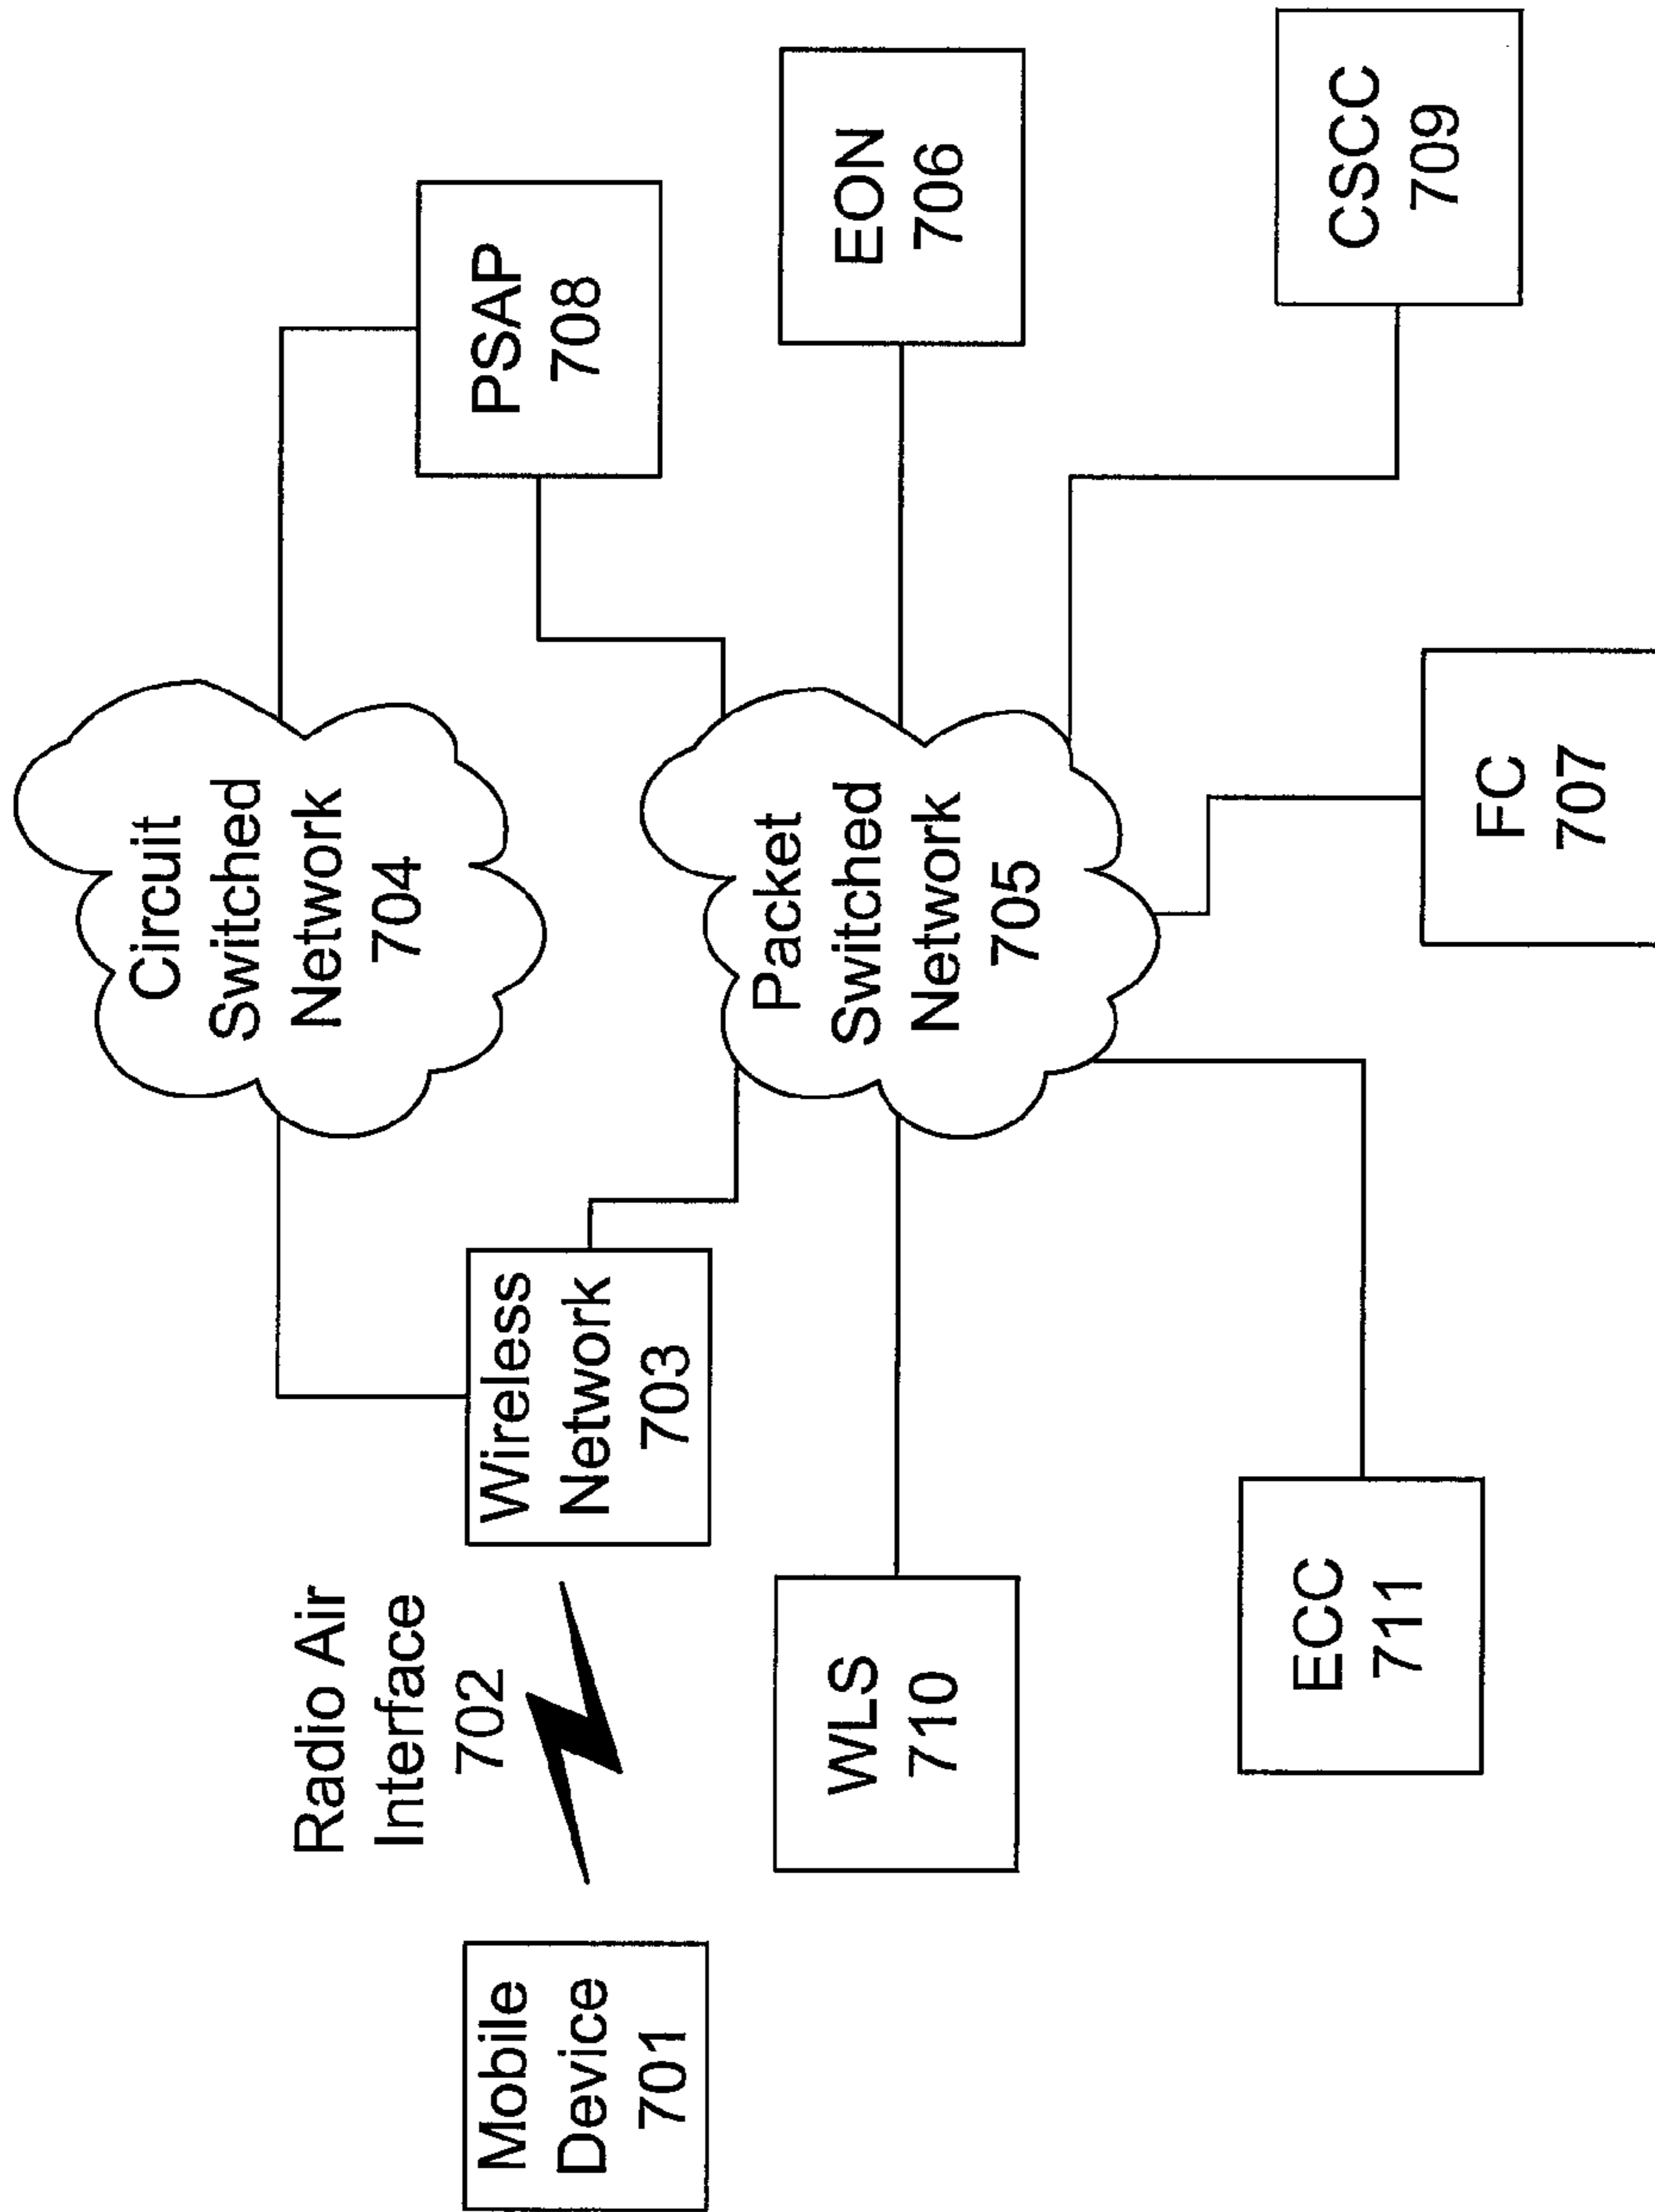 Mobile
Device
701
Radio Air
Interface
702
Wireless
Network
703
Circuit
Switched
Network
704
PSAP
708
WLS
710
Packet
Switched
Network
705
EON
706
ECC
711
FC
707
CSCC
709